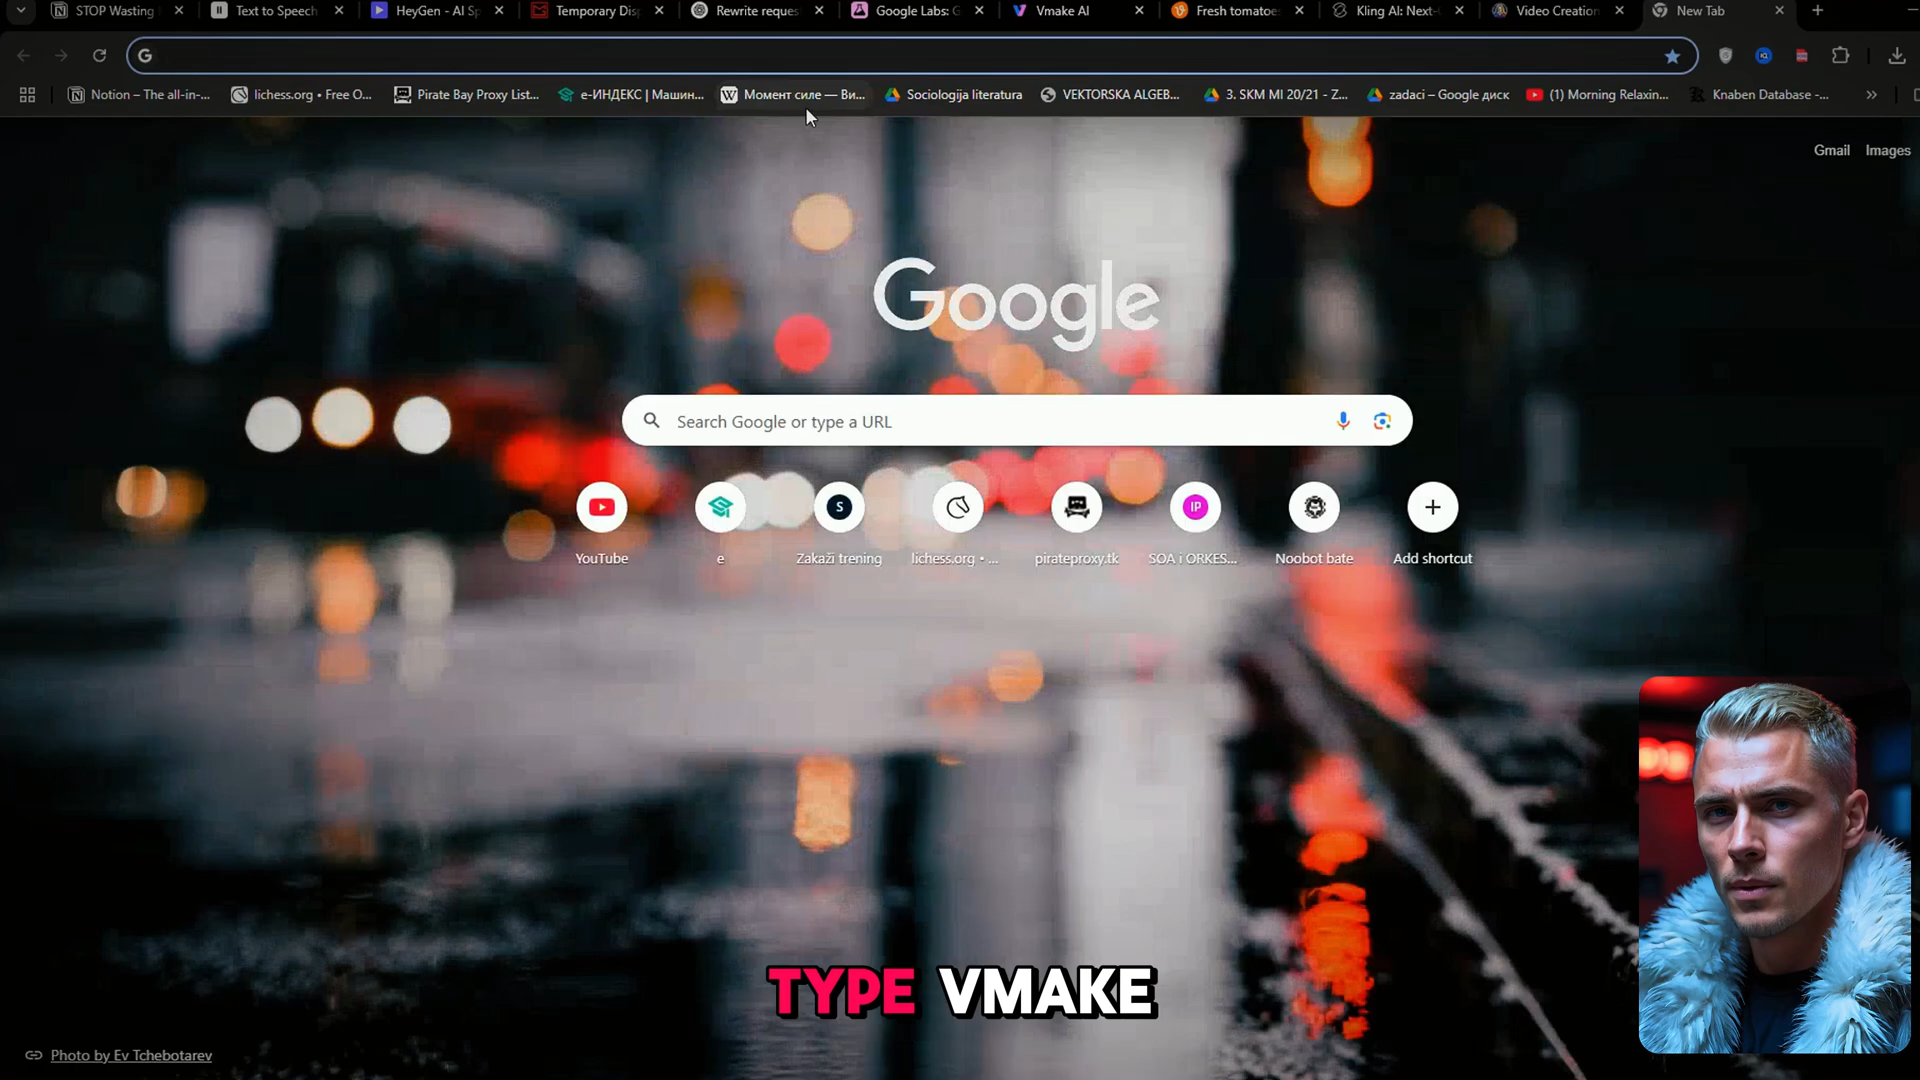 STOP Wasting
Text to Speech
HeyGen - AI Sp
Temporary Disp
Rewrite reques
Google Labs: G
Vmake AI
Fresh tomatoes
Kling AI: Next-
Video Creation
New Tab
Notion – The all-in-...
lichess.org • Free O...
Pirate Bay Proxy List...
е-ИНДЕКС | Машин...
Момент силе — Ви...
Sociologija literatura
VEKTORSKA ALGEB...
3. SKM MI 20/21 - Z...
zadaci – Google диск
(1) Morning Relaxin...
Knaben Database -...
Gmail
Images
Google
Search Google or type a URL
S
IP
YouTube
e
Zakaži trening
lichess.org • ...
pirateproxy.tk
SOA i ORKES...
Noobot bate
Add shortcut
TYPE VMAKE
Photo by Ev Tchebotarev